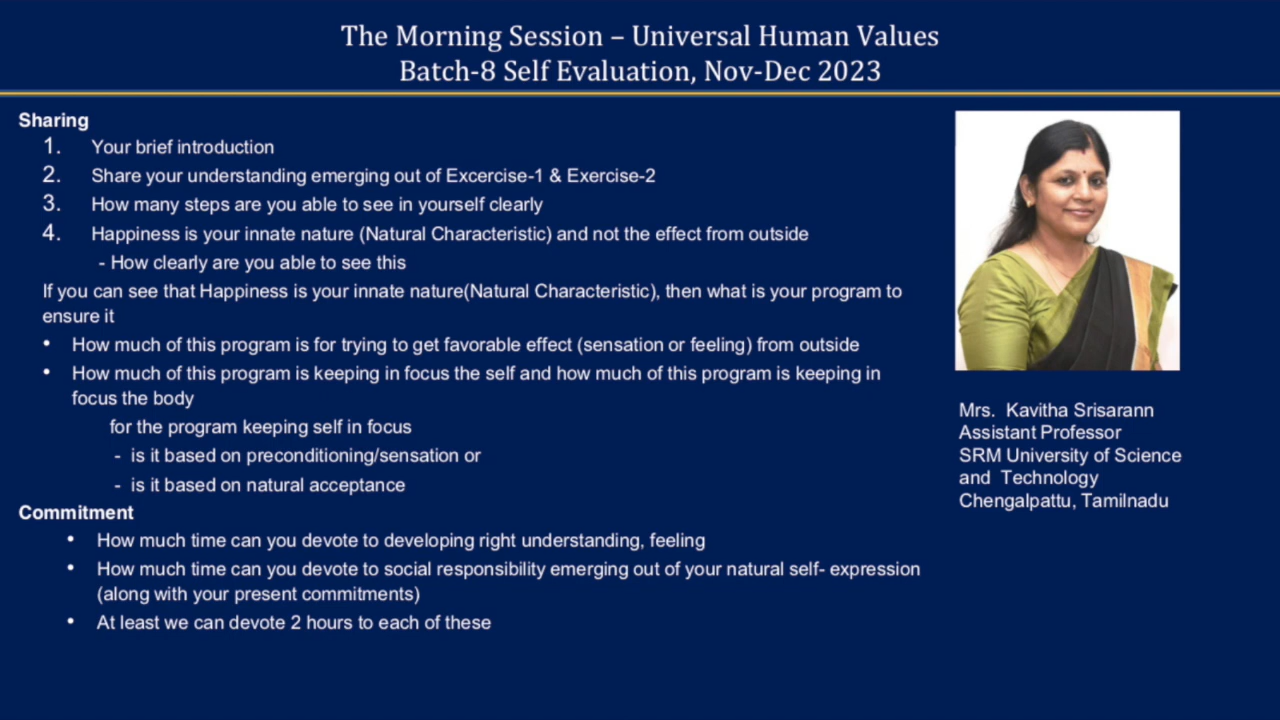 The Morning Session – Universal Human Values
Batch-8 Self Evaluation, Nov-Dec 2023
Sharing
1. Your brief introduction
2. Share your understanding emerging out of Excercise-1 & Exercise-2
3. How many steps are you able to see in yourself clearly
4. Happiness is your innate nature (Natural Characteristic) and not the effect from outside
- How clearly are you able to see this
If you can see that Happiness is your innate nature(Natural Characteristic), then what is your program to
ensure it
• How much of this program is for trying to get favorable effect (sensation or feeling) from outside
• How much of this program is keeping in focus the self and how much of this program is keeping in
focus the body
for the program keeping self in focus
- is it based on preconditioning/sensation or
- is it based on natural acceptance
Commitment
• How much time can you devote to developing right understanding, feeling
• How much time can you devote to social responsibility emerging out of your natural self- expression
(along with your present commitments)
• At least we can devote 2 hours to each of these
Mrs. Kavitha Srisarann
Assistant Professor
SRM University of Science
and Technology
Chengalpattu, Tamilnadu